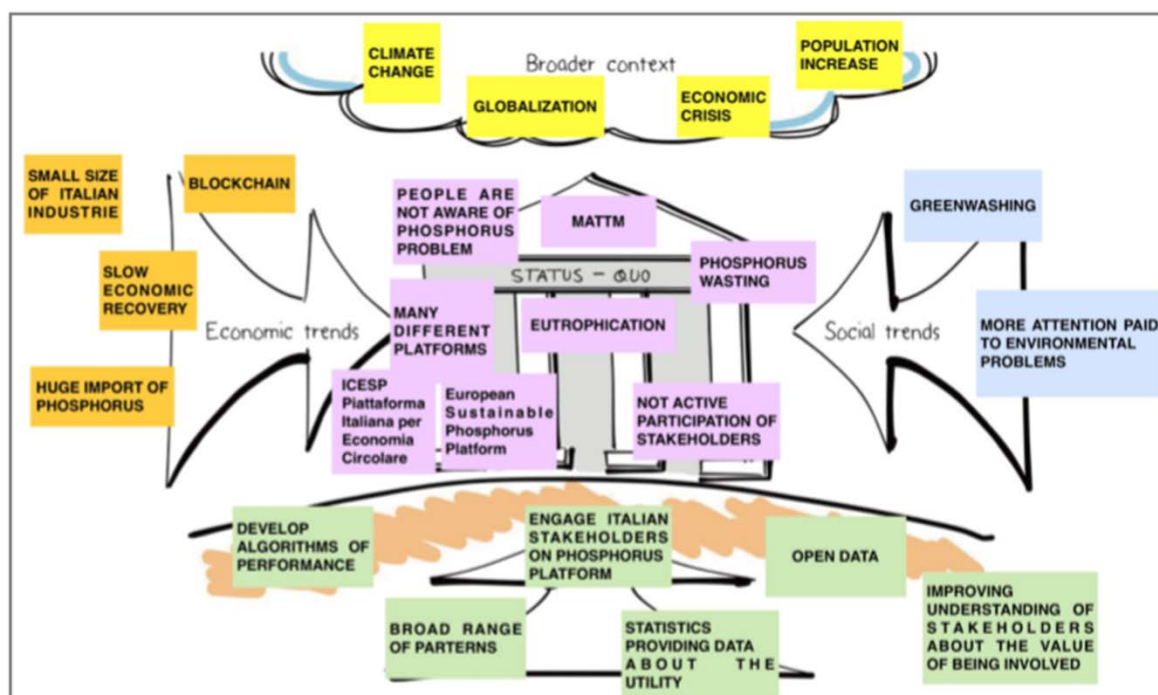 CLIMATE
CHANGE
Broader context
POPULATION
INCREASE
GLOBALIZATION
ECONOMIC
CRISIS
SMALL SIZE
OF ITALIAN
INDUSTRIE
BLOCKCHAIN
SLOW
ECONOMIC
RECOVERY
Economic trends
HUGE IMPORT OF
PHOSPHORUS
PEOPLE ARE
NOT AWARE OF
PHOSPHORUS
PROBLEM
MATTM
STATUS - QUO
PHOSPHORUS
WASTING
MANY
DIFFERENT
PLATFORMS
EUTROPHICATION
ICESP
Piattaforma
Italiana per
Economia
Circolare
European
Sustainable
Phosphorus
Platform
NOT ACTIVE
PARTICIPATION OF
STAKEHOLDERS
GREENWASHING
Social trends
MORE ATTENTION PAID
TO ENVIRONMENTAL
PROBLEMS
DEVELOP
ALGORITHMS OF
PERFORMANCE
ENGAGE ITALIAN
STAKEHOLDERS
ON PHOSPHORUS
PLATFORM
OPEN DATA
BROAD RANGE
OF PARTERNS
STATISTICS
PROVIDING DATA
ABOUT THE
UTILITY
IMPROVING
UNDERSTANDING OF
STAKEHOLDERS
ABOUT THE VALUE
OF BEING INVOLVED